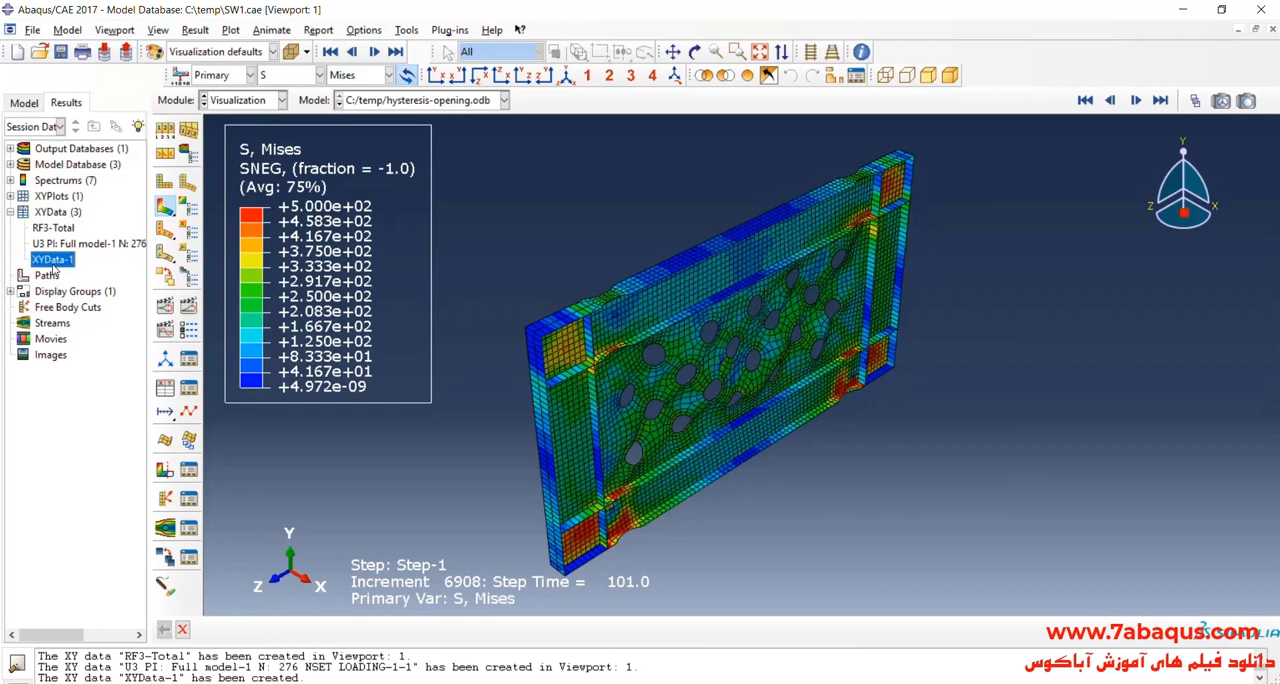 Abaqus/CAE 2017 - Model Database: C:\temp\SW1.cae [Viewport: 1]
File Model Viewport View Result Plot Animate Report Options Tools Plug-ins Help
Visualization defaults All
Primary S Mises 1 2 3 4
Model Results Module: Visualization Model: C:/temp/hysteresis-opening.odb
Session Dat
Output Databases (1)
Model Database (3)
Spectrums (7)
XYPlots (1)
XYData (3)
RF3-Total
U3 PI: Full model-1 N: 276
XYData-1
Paths
Display Groups (1)
Free Body Cuts
Streams
Movies
Images
S, Mises
SNEG, (fraction = -1.0)
(Avg: 75%)
+5.000e+02
+4.583e+02
+4.167e+02
+3.750e+02
+3.333e+02
+2.917e+02
+2.500e+02
+2.083e+02
+1.667e+02
+1.250e+02
+8.333e+01
+4.167e+01
+4.972e-09
Y
Z X
Y
Z X
Step: Step-1
Increment 6908: Step Time = 101.0
Primary Var: S, Mises
www.7abaqus.com
دانلود فیلم های آموزش آباکوس
The XY data "RF3-Total" has been created in Viewport: 1.
The XY data "U3 PI: Full model-1 N: 276 NSET LOADING-1-1" has been created in Viewport: 1.
The XY data "XYData-1" has been created.